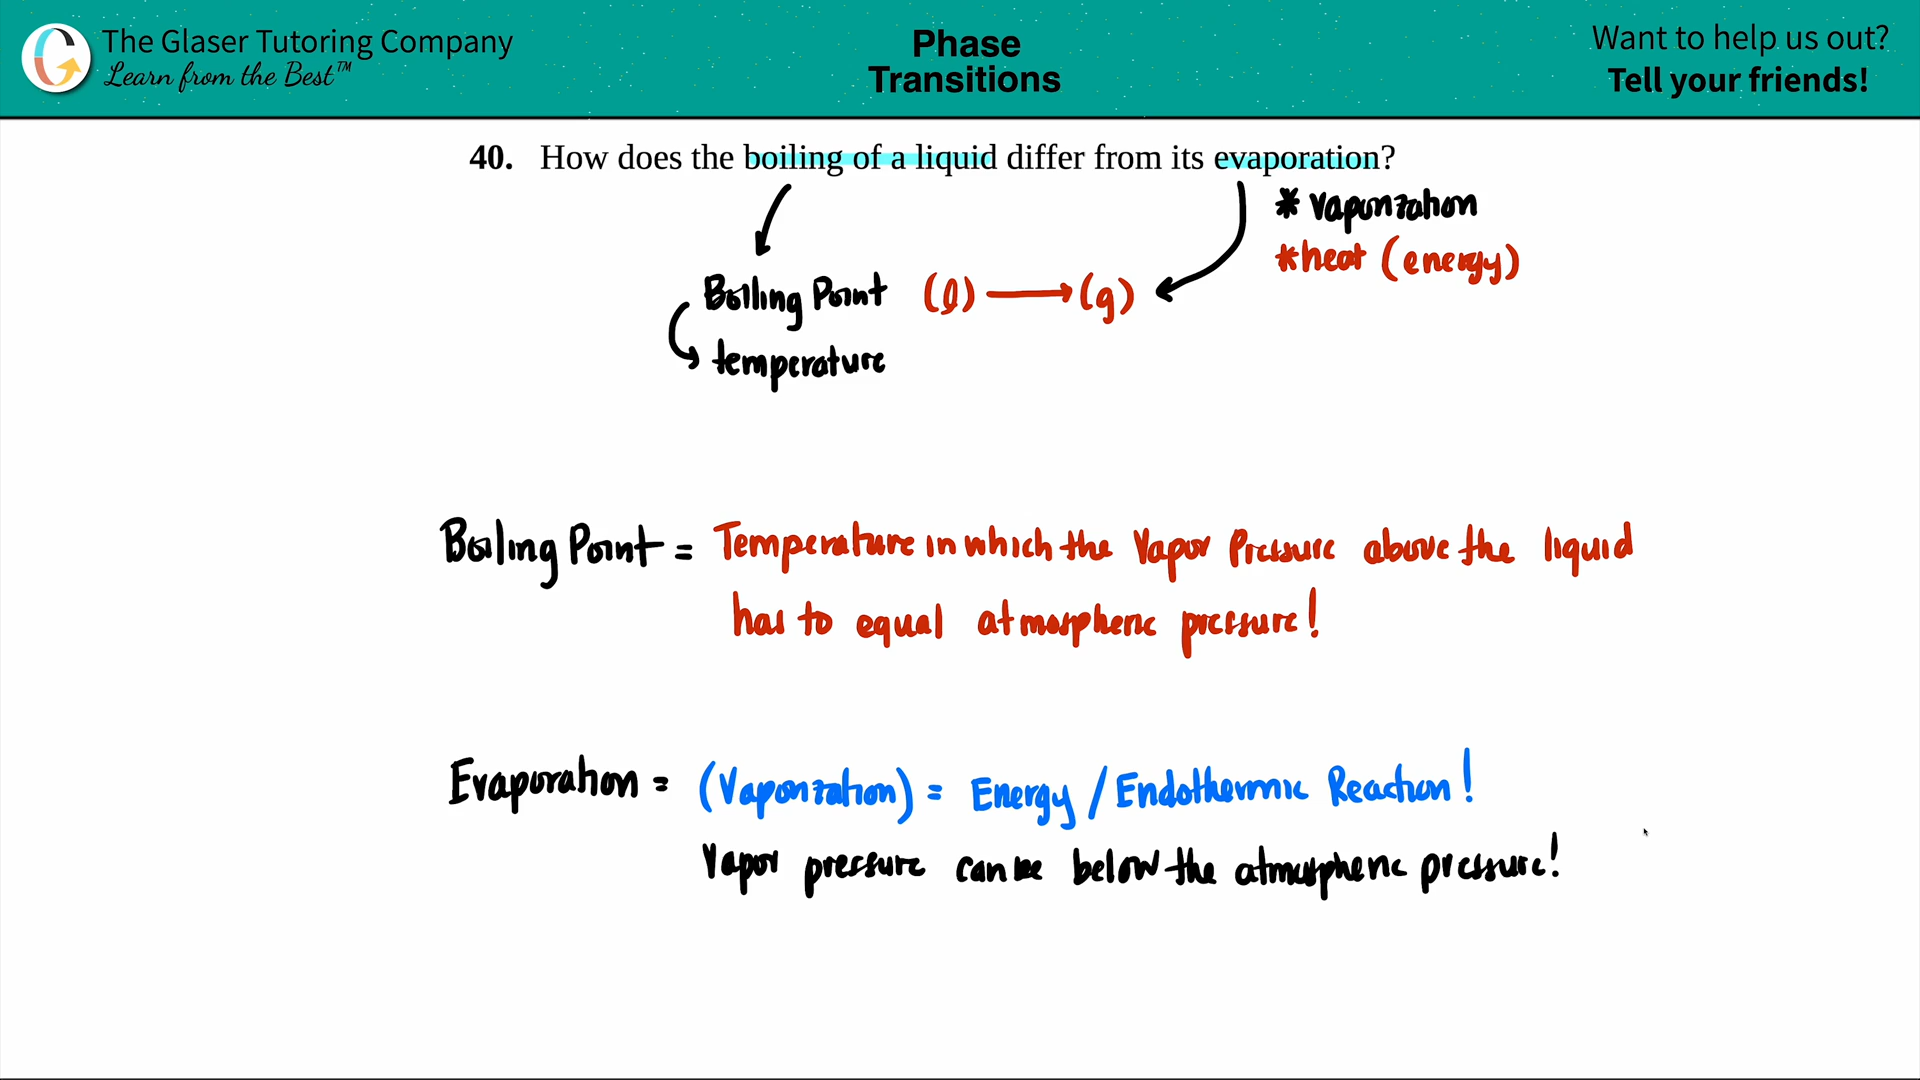 The Glaser Tutoring Company
Learn from the Best™
Phase
Transitions
Want to help us out?
Tell your friends!
40. How does the boiling of a liquid differ from its evaporation?
* Vaporization
*heat (energy)
Boiling Point (l) → (g)
temperature
Boiling Point = Temperature in which the Vapor Pressure above the liquid
has to equal atmospheric pressure!
Evaporation = (Vaporization) = Energy / Endothermic Reaction!
Vapor pressure can be below the atmospheric pressure!